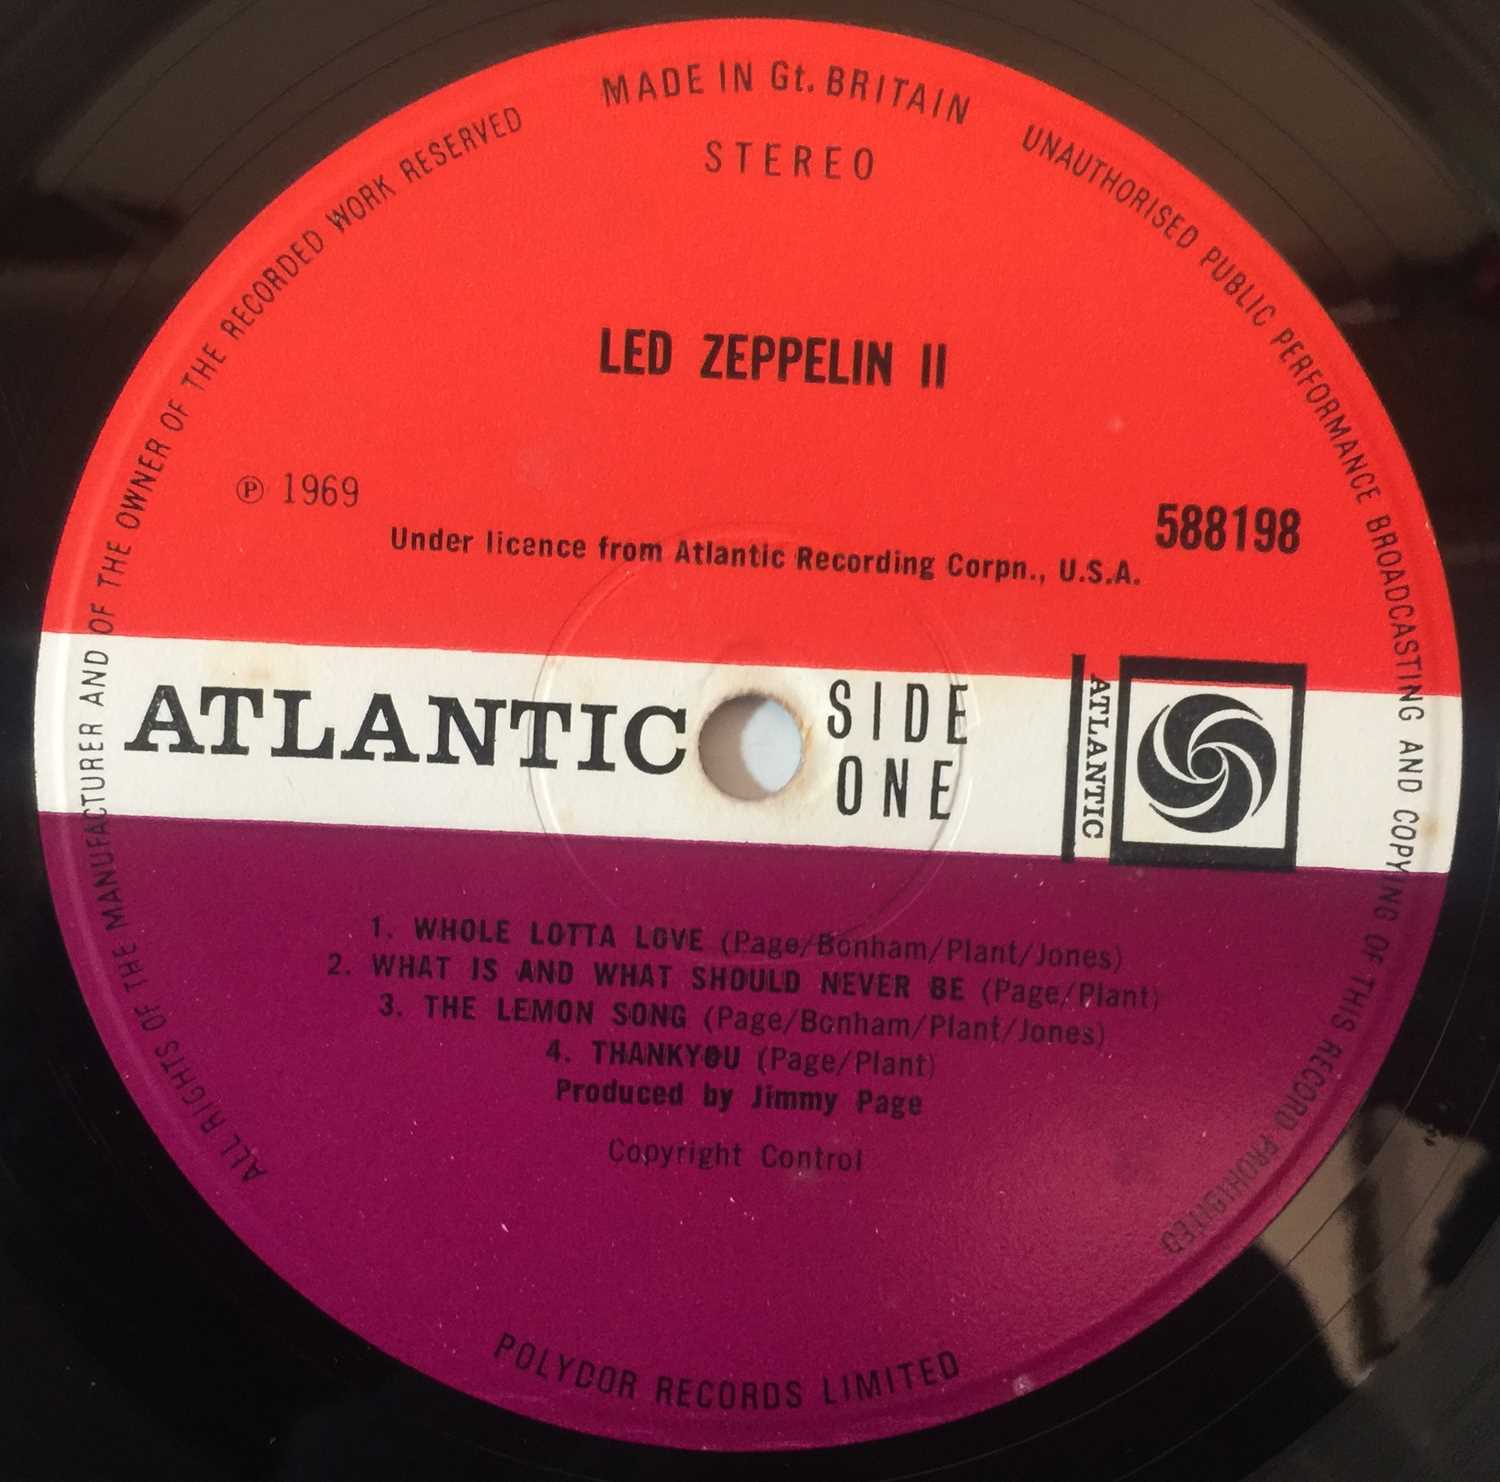 MADE IN Gt. BRITAIN
STEREO
LED ZEPPELIN II
℗ 1969
588198
Under licence from Atlantic Recording Corpn., U.S.A.
ATLANTIC
SIDE
ONE
ATLANTIC
1. WHOLE LOTTA LOVE (Page/Bonham/Plant/Jones)
2. WHAT IS AND WHAT SHOULD NEVER BE (Page/Plant)
3. THE LEMON SONG (Page/Bonham/Plant/Jones)
4. THANKYOU (Page/Plant)
Produced by Jimmy Page
Copyright Control
POLYDOR RECORDS LIMITED
ALL RIGHTS OF THE MANUFACTURER AND OF THE OWNER OF THE RECORDED WORK RESERVED
UNAUTHORISED PUBLIC PERFORMANCE BROADCASTING AND COPYING OF THIS RECORD PROHIBITED